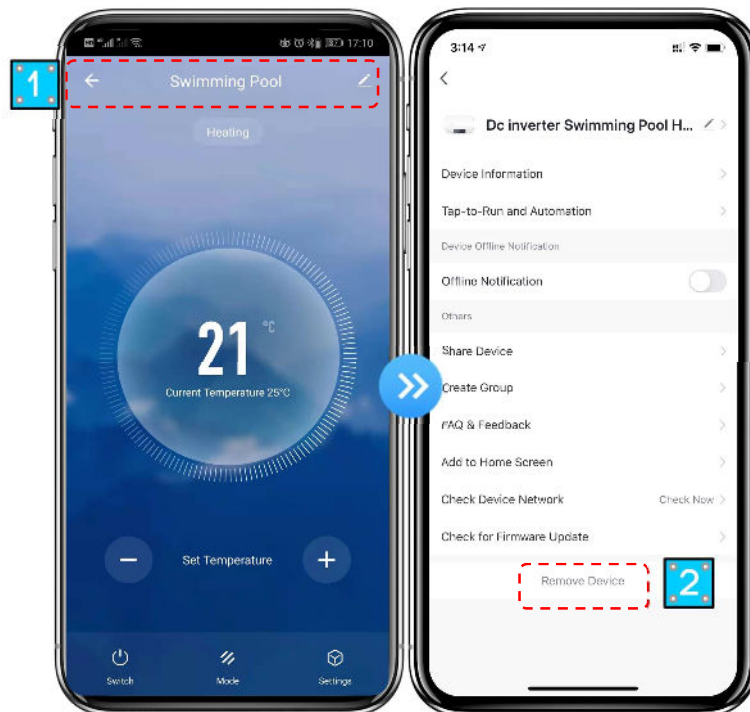 17:10
1
Swimming Pool
Heating
21 °C
Current Temperature 25°C
Set Temperature
Switch
Mode
Settings
3:14
Dc inverter Swimming Pool H...
Device Information
Tap-to-Run and Automation
Device Offline Notification
Offline Notification
Others
Share Device
Create Group
FAQ & Feedback
Add to Home Screen
Check Device Network Check Now
Check for Firmware Update
Remove Device
2